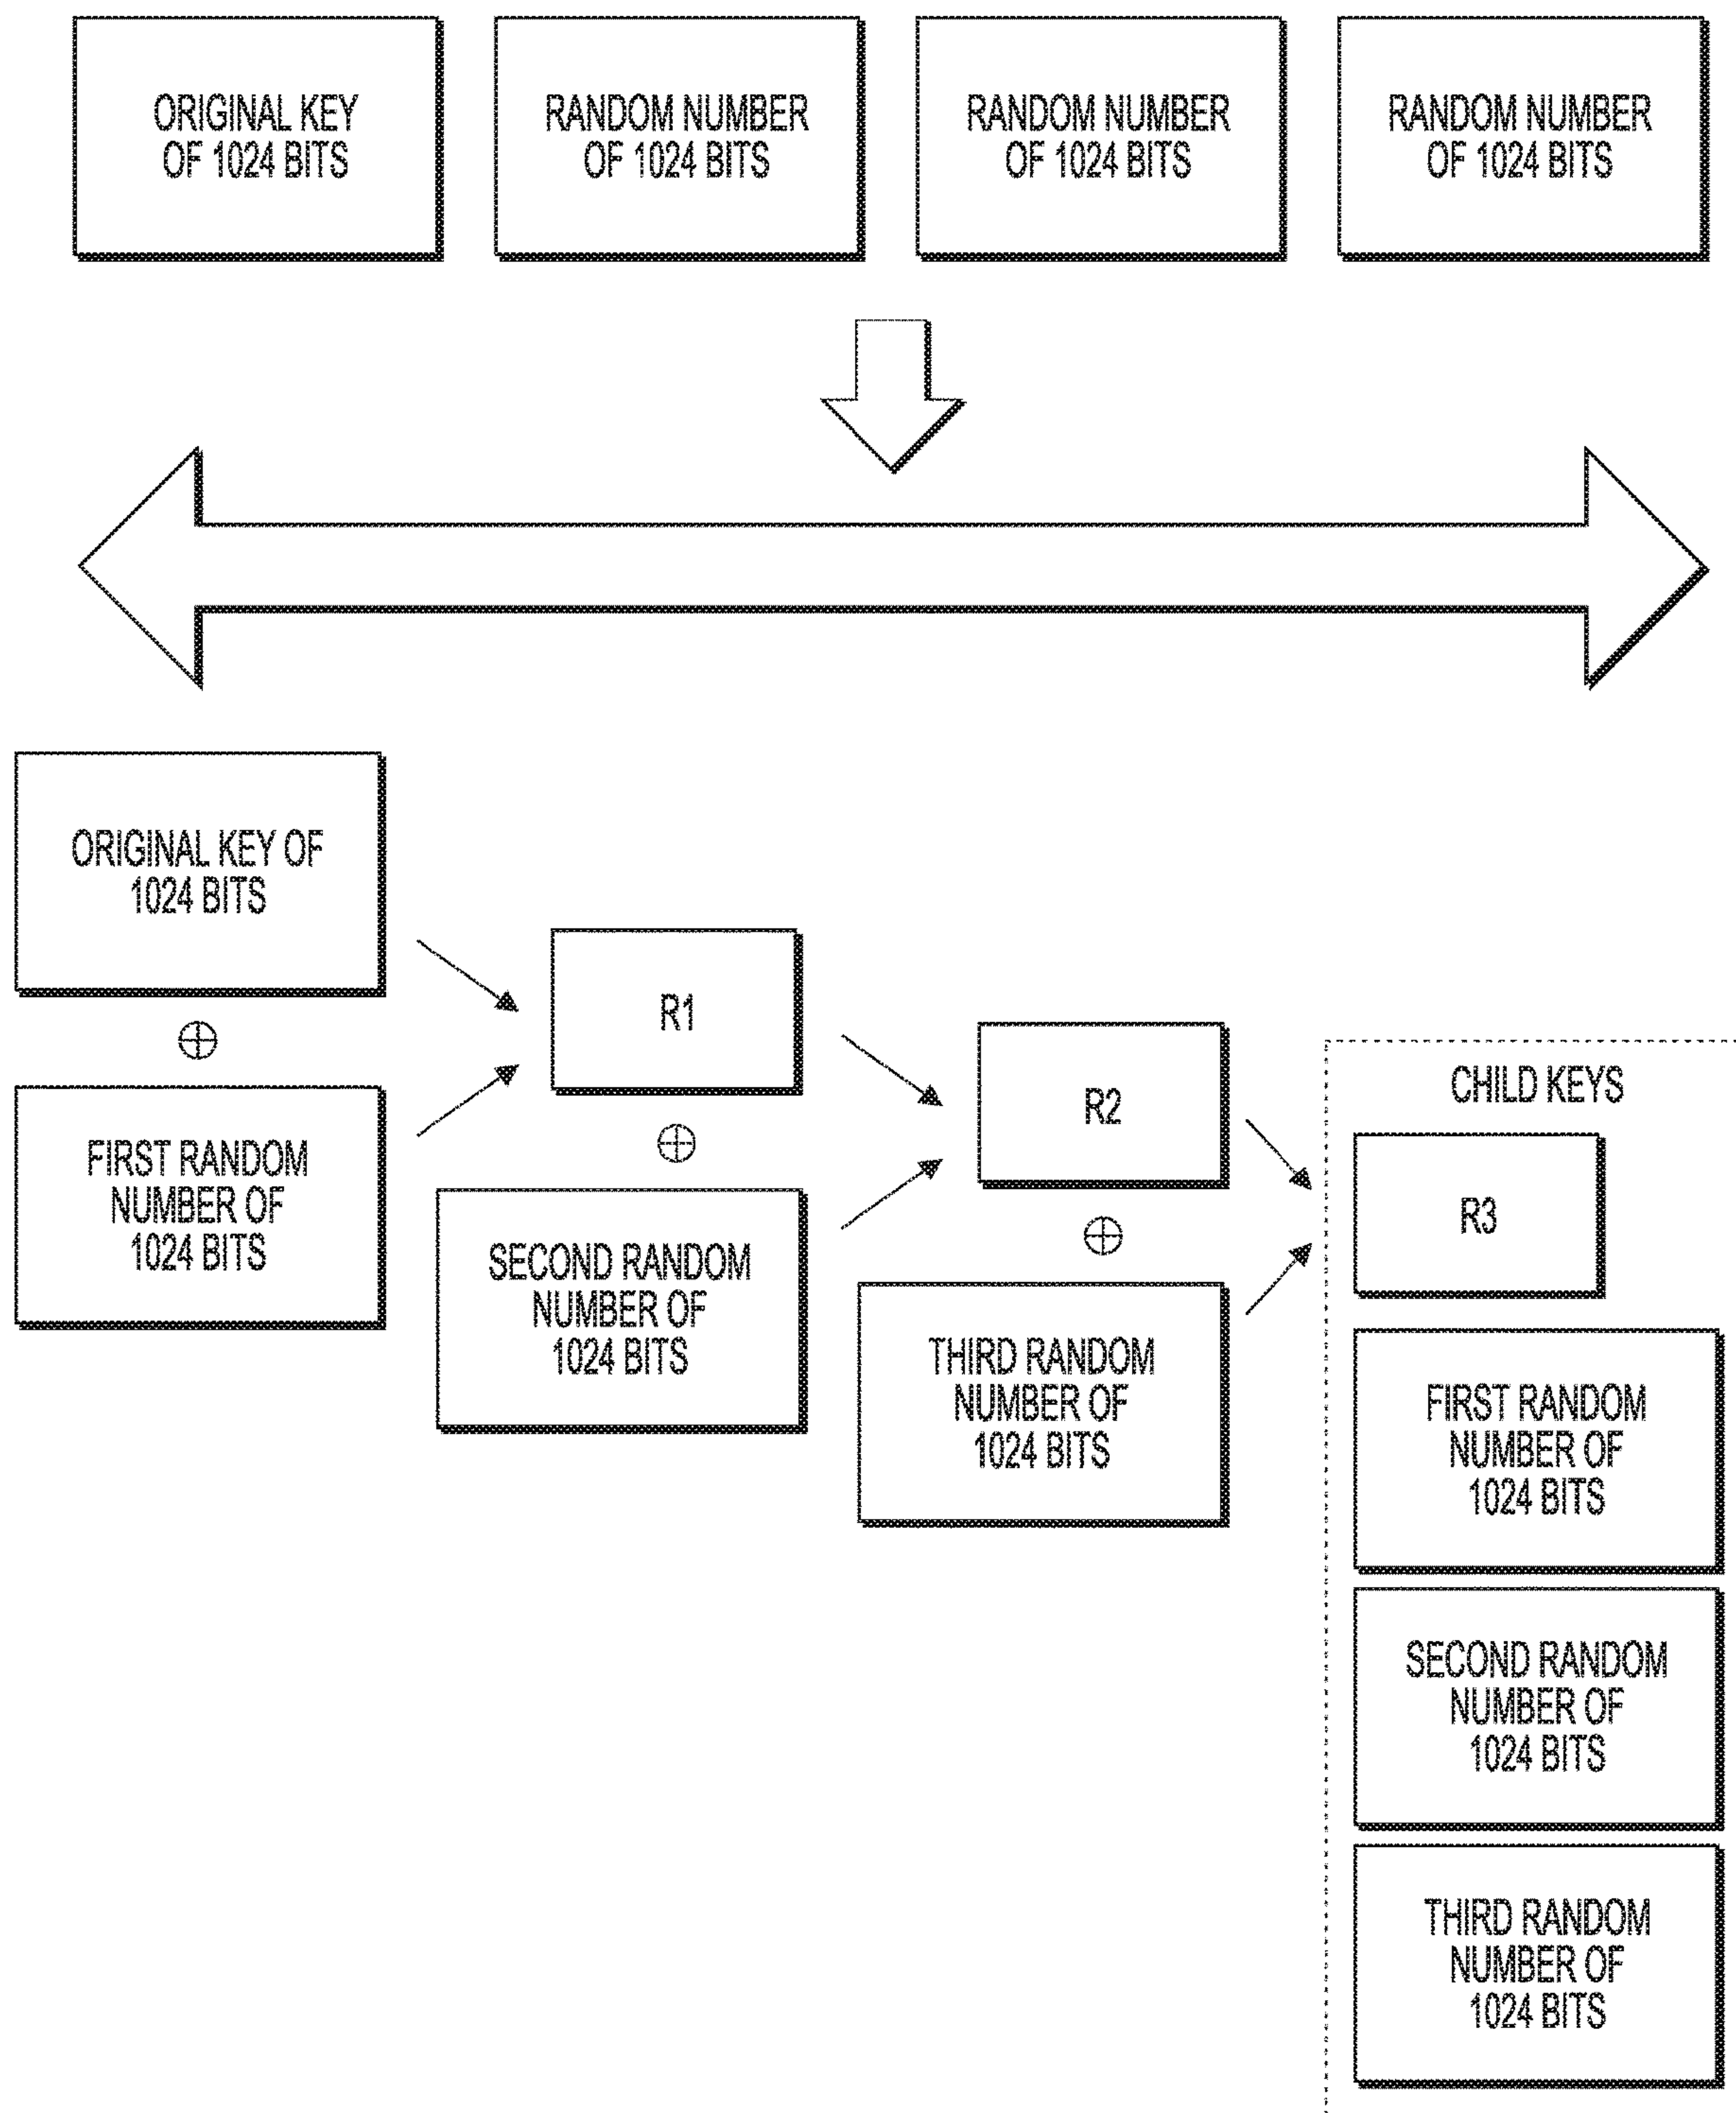 ORIGINAL KEY
OF 1024 BITS
RANDOM NUMBER
OF 1024 BITS
RANDOM NUMBER
OF 1024 BITS
RANDOM NUMBER
OF 1024 BITS
ORIGINAL KEY OF
1024 BITS
FIRST RANDOM
NUMBER OF
1024 BITS
R1
SECOND RANDOM
NUMBER OF
1024 BITS
R2
THIRD RANDOM
NUMBER OF
1024 BITS
CHILD KEYS
R3
FIRST RANDOM
NUMBER OF
1024 BITS
SECOND RANDOM
NUMBER OF
1024 BITS
THIRD RANDOM
NUMBER OF
1024 BITS